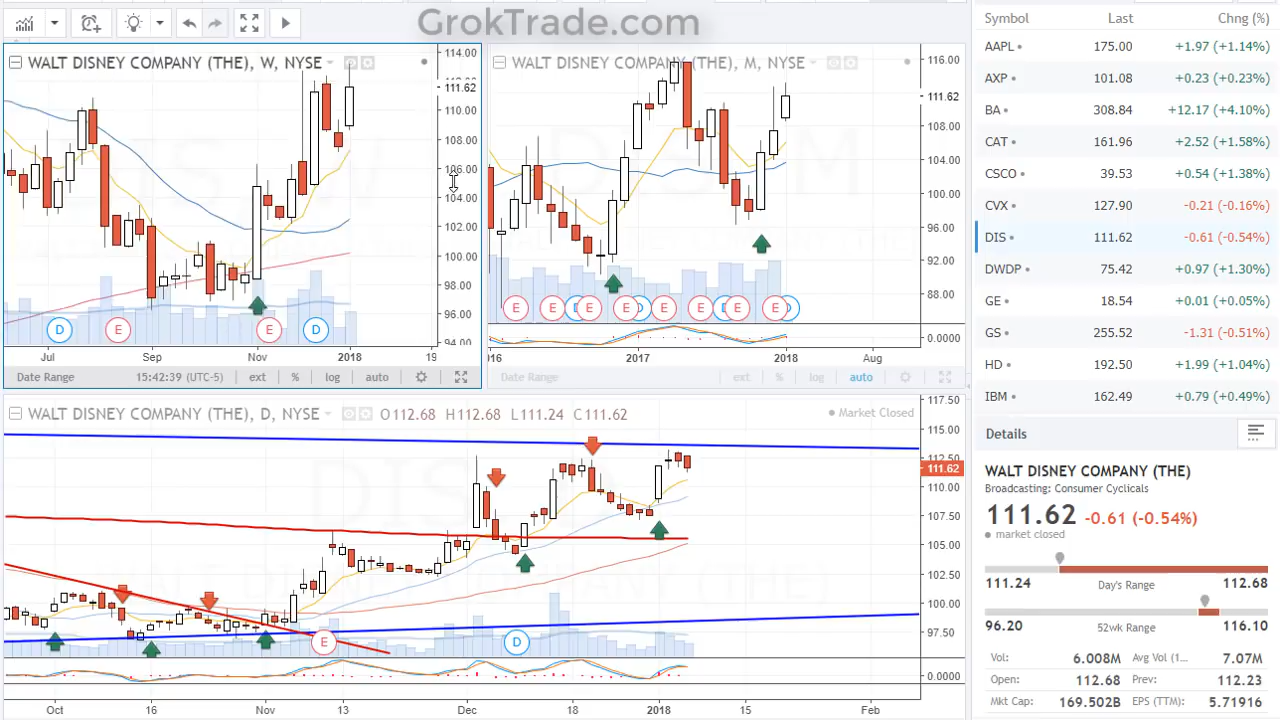 GrokTrade.com
WALT DISNEY COMPANY (THE), W, NYSE
114.00
111.62
110.00
108.00
106.00
104.00
102.00
100.00
98.00
96.00
94.00
D
E
E
D
Jul
Sep
Nov
2018
19
Date Range
15:42:39 (UTC-5)
ext
%
log
auto
WALT DISNEY COMPANY (THE), M, NYSE
116.00
111.62
108.00
104.00
100.00
96.00
92.00
88.00
0.0000
E
E
E
E
E
E
E
E
2017
2018
Aug
Date Range
ext
%
log
auto
WALT DISNEY COMPANY (THE), D, NYSE
O112.68 H112.68 L111.24 C111.62
Market Closed
117.50
115.00
112.50
111.62
110.00
107.50
105.00
102.50
100.00
97.50
0.0000
E
D
Oct
16
Nov
13
Dec
18
2018
15
Feb
Symbol Last Chng (%)
AAPL 175.00 +1.97 (+1.14%)
AXP 101.08 +0.23 (+0.23%)
BA 308.84 +12.17 (+4.10%)
CAT 161.96 +2.52 (+1.58%)
CSCO 39.53 +0.54 (+1.38%)
CVX 127.90 -0.21 (-0.16%)
DIS 111.62 -0.61 (-0.54%)
DWDP 75.42 +0.97 (+1.30%)
GE 18.54 +0.01 (+0.05%)
GS 255.52 -1.31 (-0.51%)
HD 192.50 +1.99 (+1.04%)
IBM 162.49 +0.79 (+0.49%)
Details
WALT DISNEY COMPANY (THE)
Broadcasting: Consumer Cyclicals
111.62 -0.61 (-0.54%)
market closed
111.24 Day's Range 112.68
96.20 52wk Range 116.10
Vol: 6.008M Avg Vol (1... 7.07M
Open: 112.68 Prev: 112.23
Mkt Cap: 169.502B EPS (TTM): 5.71916